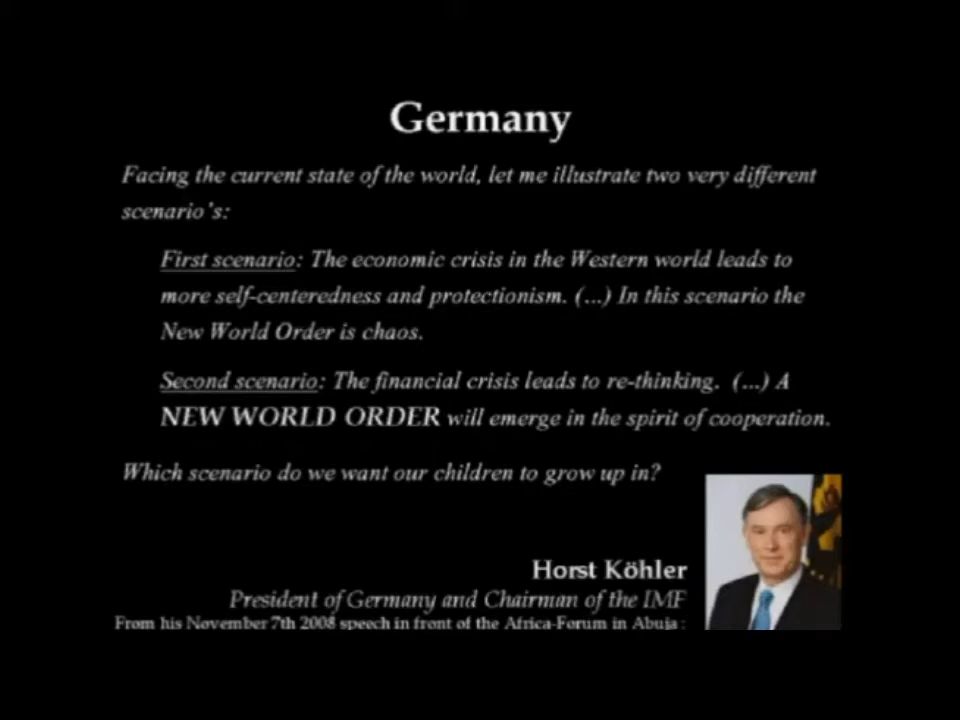 Germany
Facing the current state of the world, let me illustrate two very different
scenario's:
First scenario: The economic crisis in the Western world leads to
more self-centeredness and protectionism. (...) In this scenario the
New World Order is chaos.
Second scenario: The financial crisis leads to re-thinking. (...) A
NEW WORLD ORDER will emerge in the spirit of cooperation.
Which scenario do we want our children to grow up in?
Horst Köhler
President of Germany and Chairman of the IMF
From his November 7th 2008 speech in front of the Africa-Forum in Abuja :